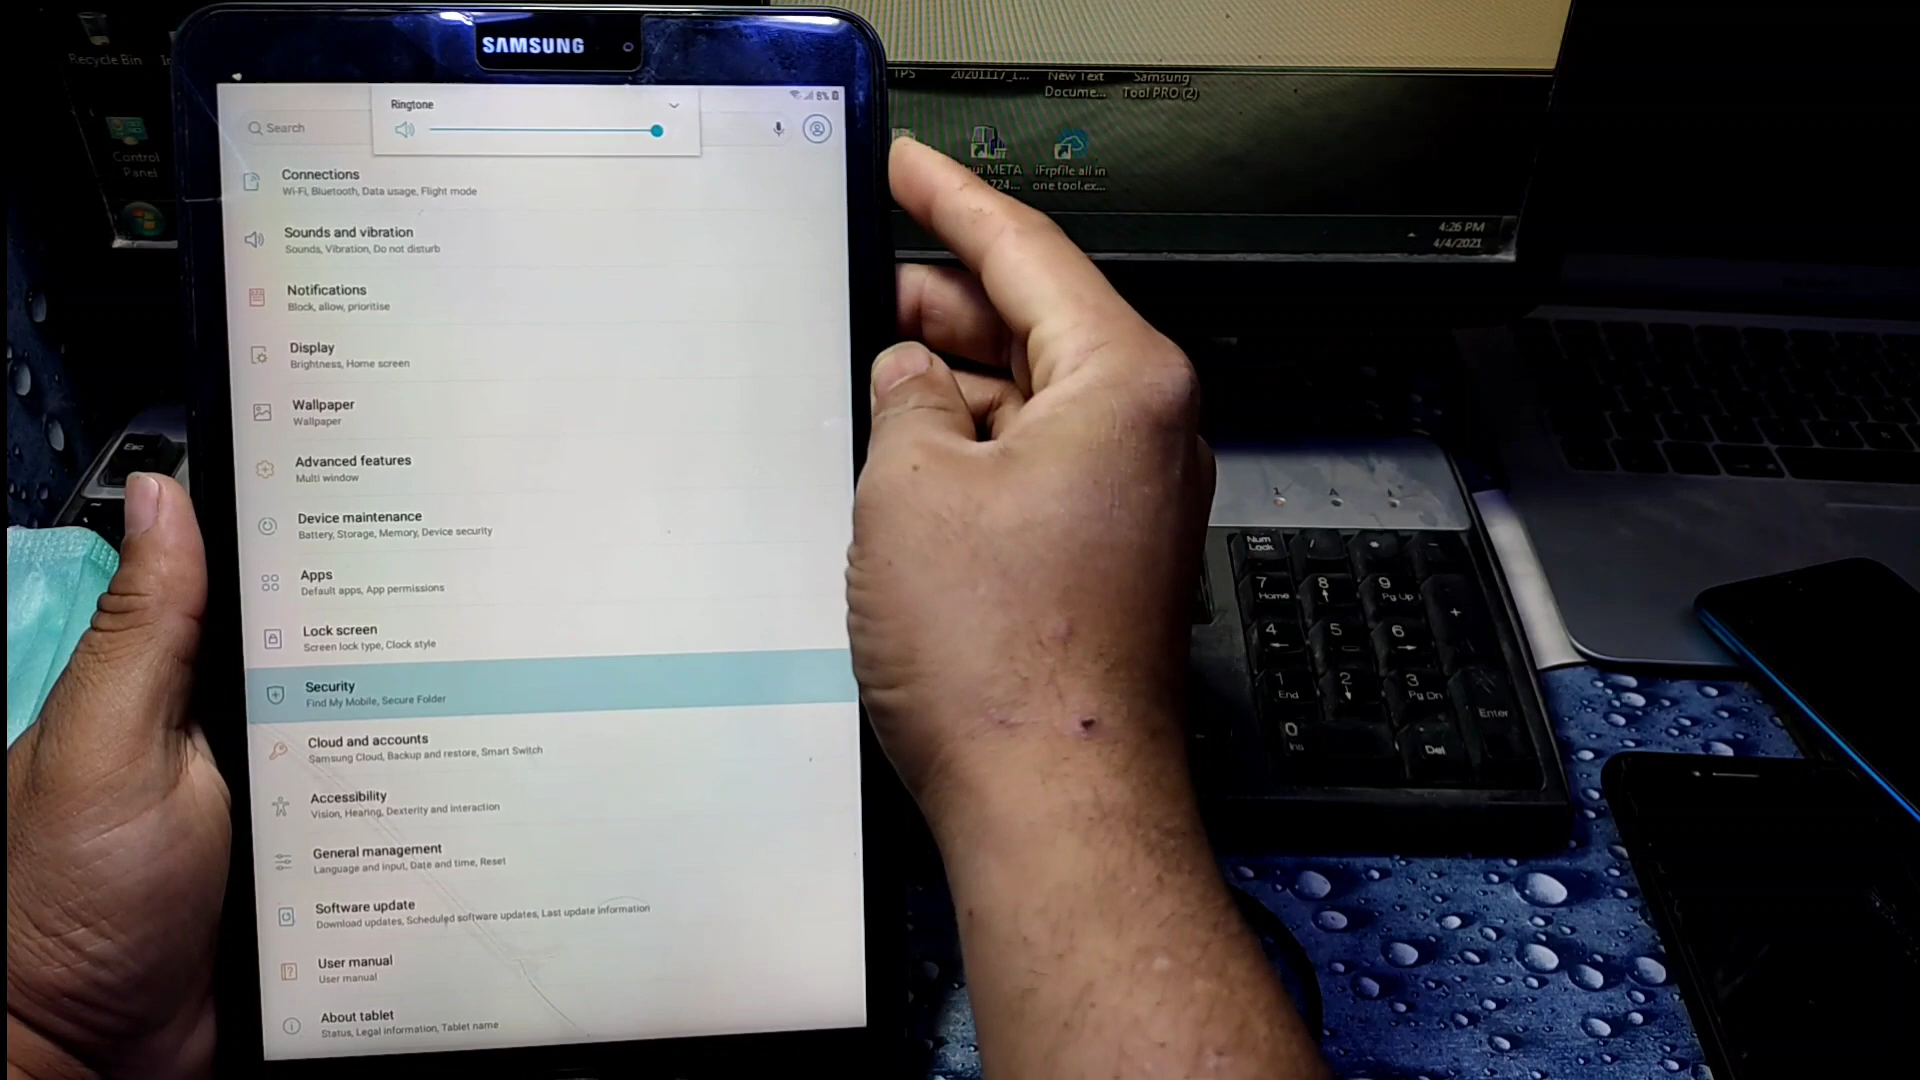 SAMSUNG
6%
Ringtone
Search
Connections
Wi-Fi, Bluetooth, Data usage, Flight mode
Sounds and vibration
Sounds, Vibration, Do not disturb
Notifications
Block, allow, prioritise
Display
Brightness, Home screen
Wallpaper
Wallpaper
Advanced features
Multi window
Device maintenance
Battery, Storage, Memory, Device security
Apps
Default apps, App permissions
Lock screen
Screen lock type, Clock style
Security
Find My Mobile, Secure Folder
Cloud and accounts
Samsung Cloud, Backup and restore, Smart Switch
Accessibility
Vision, Hearing, Dexterity and interaction
General management
Language and input, Date and time, Reset
Software update
Download updates, Scheduled software updates, Last update information
User manual
User manual
About tablet
Status, Legal information, Tablet name
Recycle Bin
Control
Panel
New Text
Docume...
Samsung
Tool PRO (2)
META
iFrpfile all in
one tool.ex...
4:26 PM
4/4/2021
Esc
1 A
Num
Lock
/ * -
7
Home
8
9
Pg Up
+
4
5
6
1
End
2
3
Pg Dn
Enter
0
Ins
Del